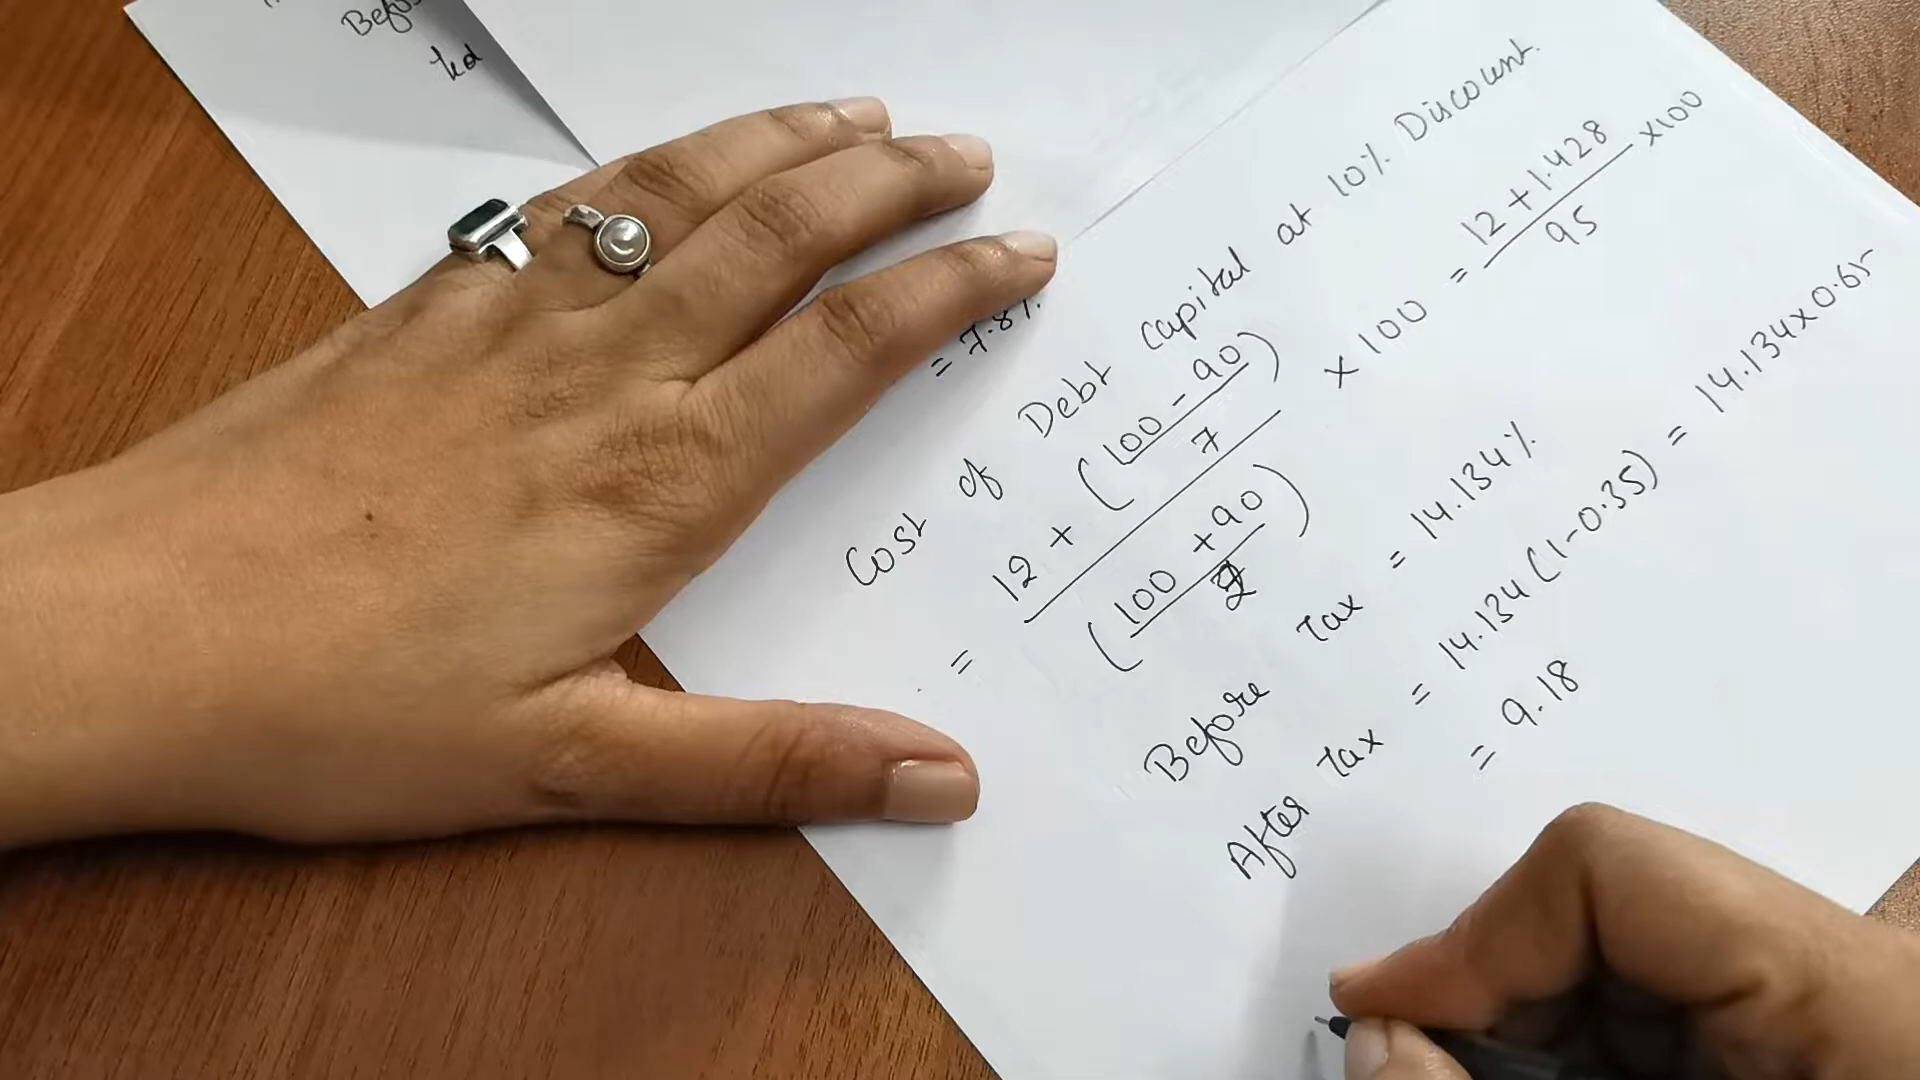 kd
= 7.8%
Cost of Debt Capital at 10% Discount.
= 12 + (100 - 90 / 7) / (100 + 90 / 2) × 100 = 12 + 1.428 / 95 × 100
Before Tax = 14.134%
After Tax = 14.134 (1-0.35) = 14.134 × 0.65
= 9.18